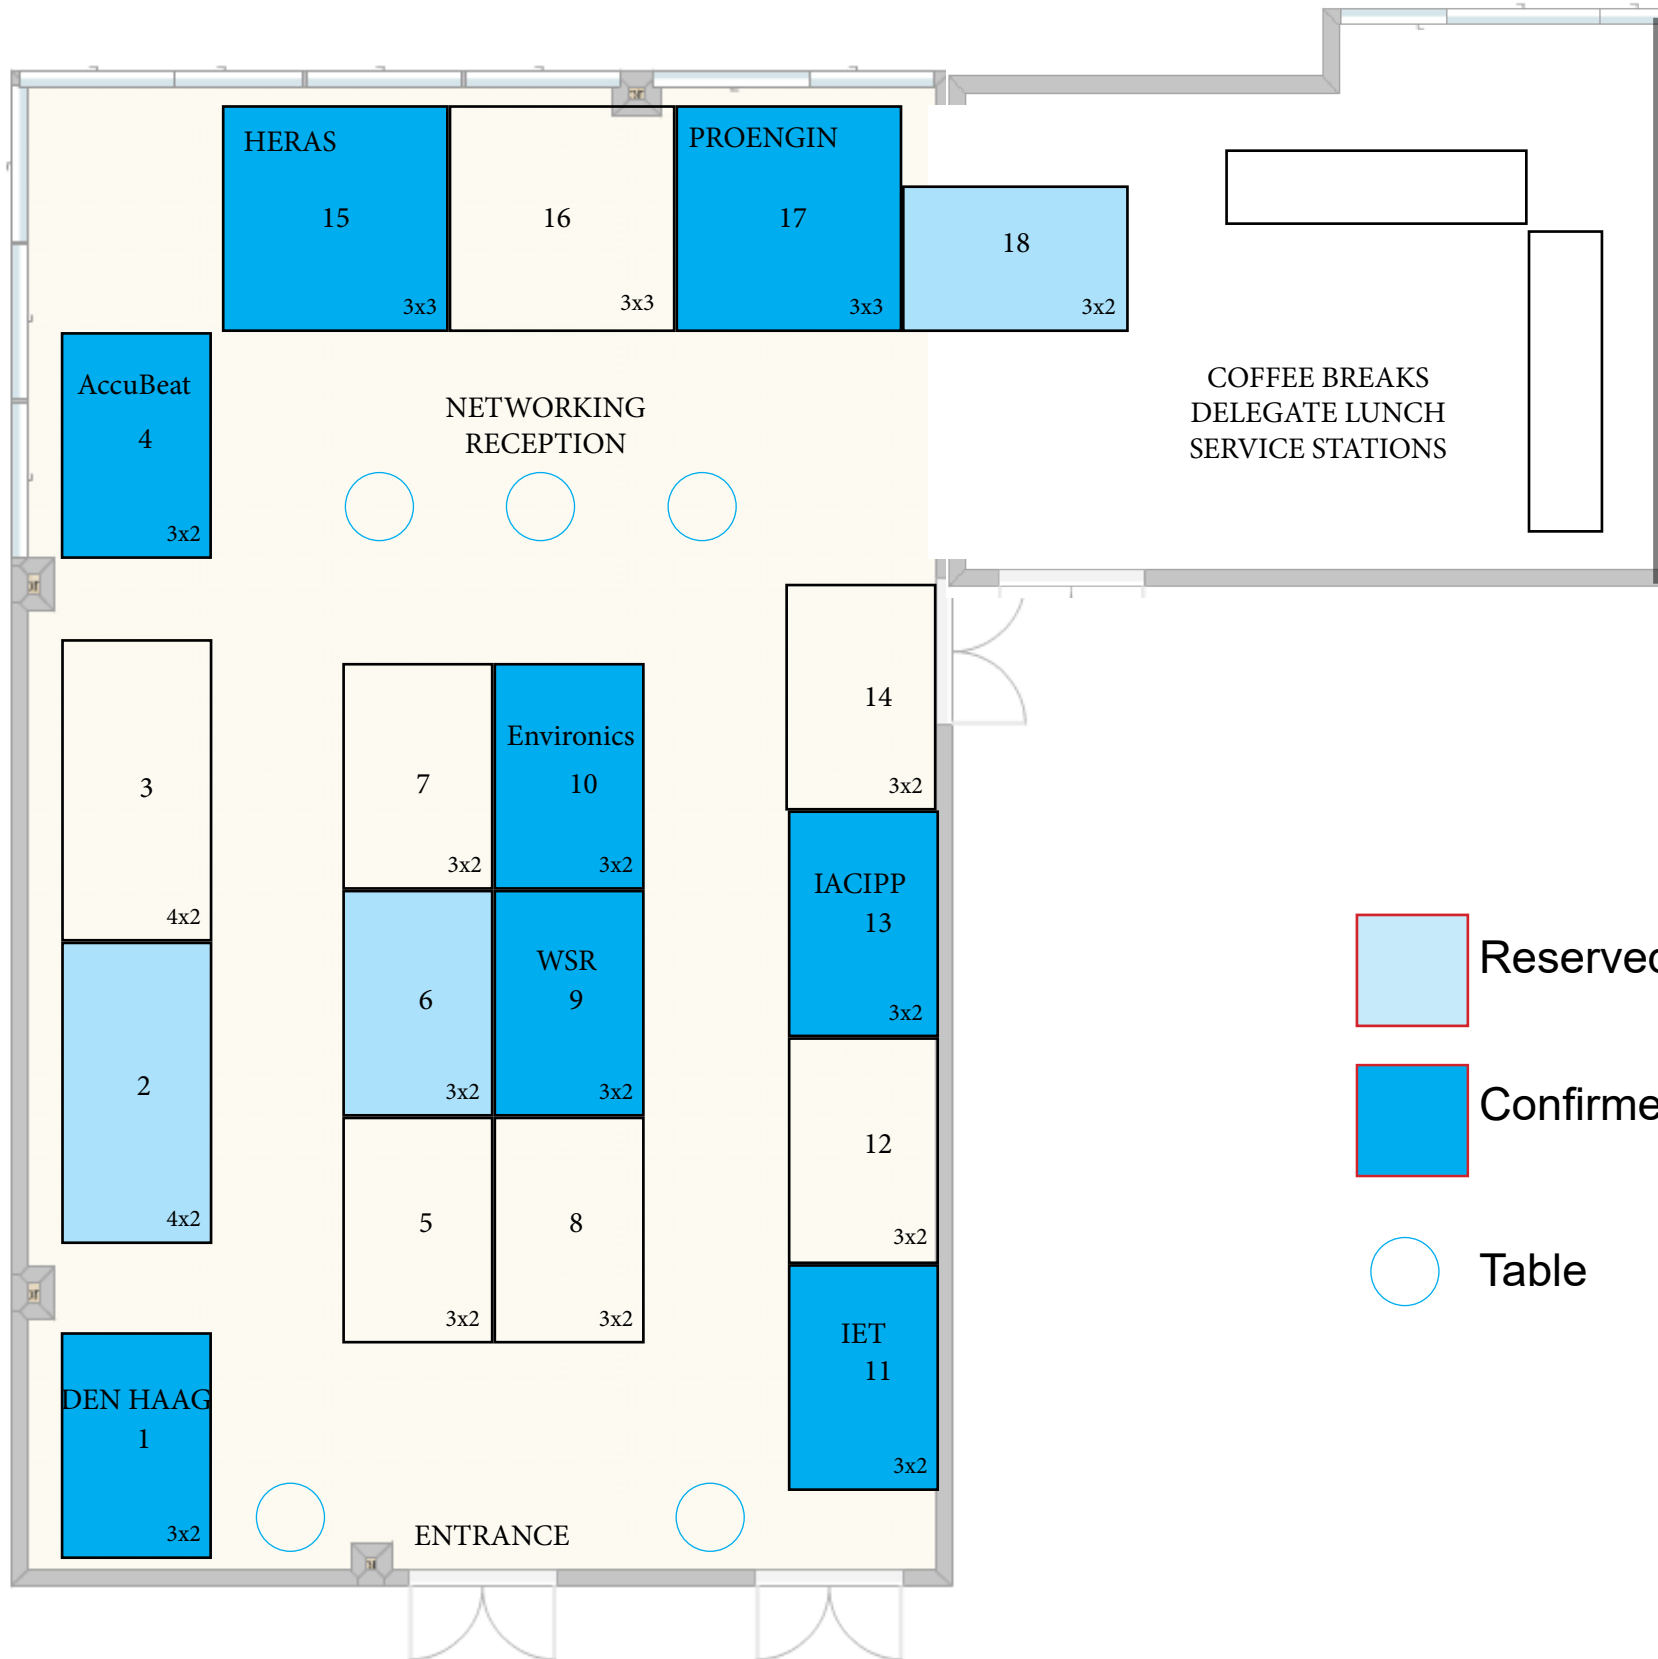 HERAS
15
3x3
16
3x3
PROENGIN
17
3x3
18
3x2
AccuBeat
4
3x2
NETWORKING
RECEPTION
COFFEE BREAKS
DELEGATE LUNCH
SERVICE STATIONS
3
4x2
7
3x2
Environics
10
3x2
14
3x2
IACIPP
13
3x2
2
4x2
6
3x2
WSR
9
3x2
12
3x2
5
3x2
8
3x2
IET
11
3x2
DEN HAAG
1
3x2
ENTRANCE
Reserved
Confirme
Table